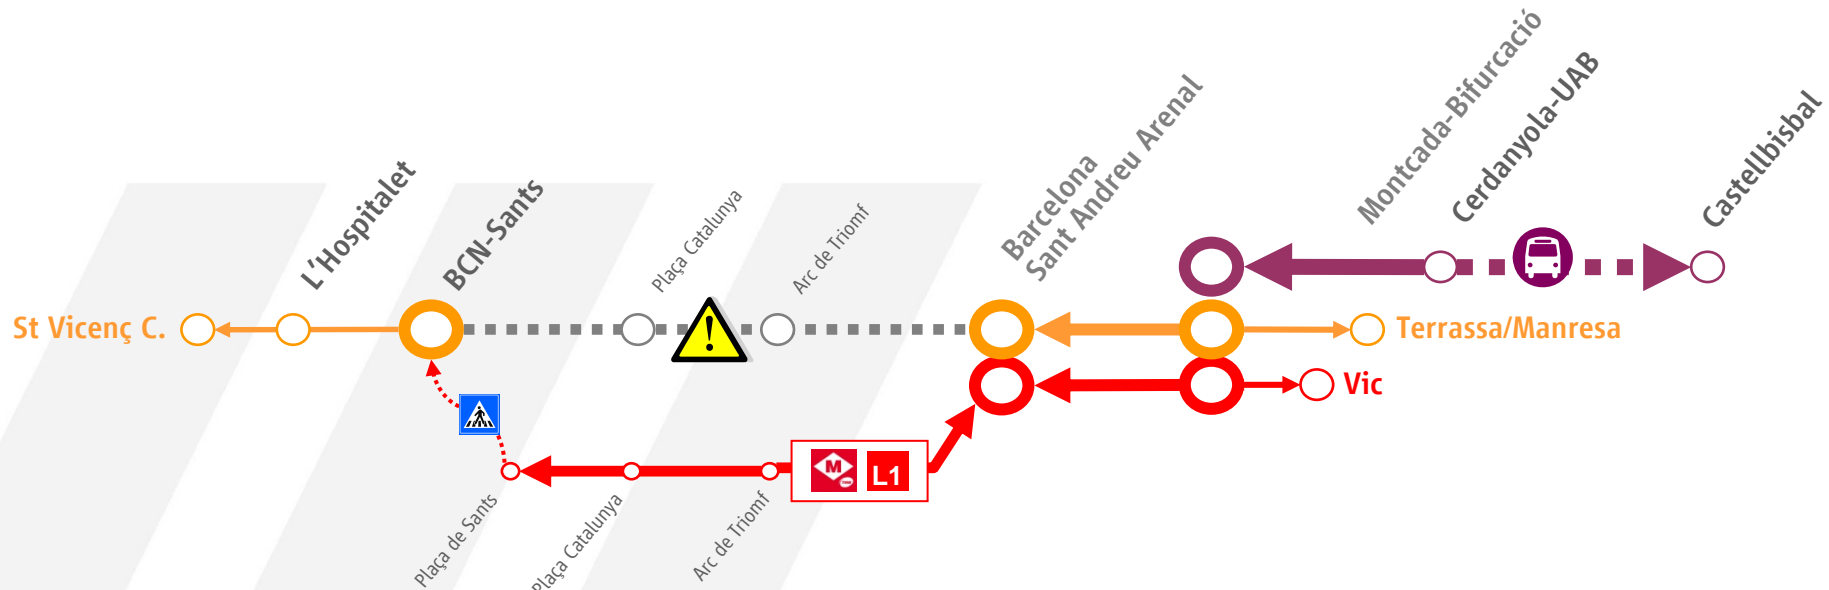 Montcada-Bifurcació
Cerdanyola-UAB
Castellbisbal
Barcelona
Sant Andreu Arenal
L'Hospitalet
BCN-Sants
Plaça Catalunya
Arc de Triomf
St Vicenç C.
!
Terrassa/Manresa
Vic
M
L1
Plaça de Sants
Plaça Catalunya
Arc de Triomf